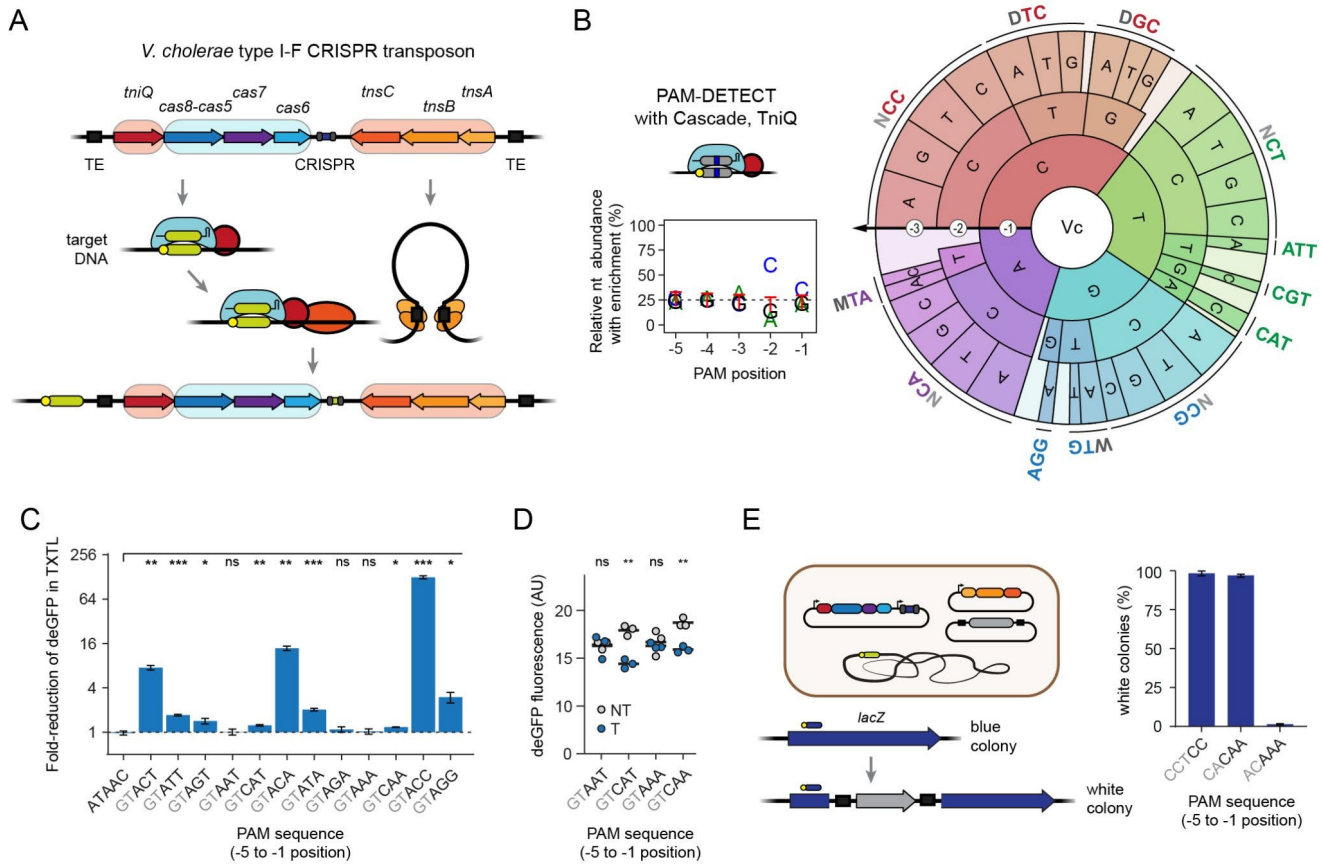 A
V. cholerae type I-F CRISPR transposon
tniQ
cas8-cas5
cas7
cas6
tnsC
tnsB
tnsA
TE
CRISPR
TE
target
DNA
B
PAM-DETECT
with Cascade, TniQ
Relative nt abundance
with enrichment (%)
100
75
50
25
0
C
G
A
T
G
A
T
G
C
A
T
G
A
C
T
G
A
C
T
G
A
-5
-4
-3
-2
-1
PAM position
Vc
-3
-2
-1
C
T
G
A
C
T
G
C
T
G
A
C
T
G
C
T
A
G
T
C
A
T
G
A
T
G
A
T
G
C
A
C
C
A
T
G
C
A
T
A
A
T
G
C
C
A
NCC
DTC
DGC
NCT
ATT
CGT
CAT
NCG
WTG
AGG
NCA
MTA
C
Fold-reduction of deGFP in TXTL
256
64
16
4
1
**
***
*
ns
**
**
***
ns
ns
*
***
*
ATAAC
GTACT
GTATT
GTAGT
GTAAT
GTCAT
GTACA
GTATA
GTAGA
GTAAA
GTCAA
GTACC
GTAGG
PAM sequence
(-5 to -1 position)
D
deGFP fluorescence (AU)
20
15
10
0
ns
**
ns
**
NT
T
GTAAT
GTCAT
GTAAA
GTCAA
PAM sequence
(-5 to -1 position)
E
lacZ
blue
colony
white
colony
white colonies (%)
100
75
50
25
0
CCTCC
CACAA
ACAAA
PAM sequence
(-5 to -1 position)